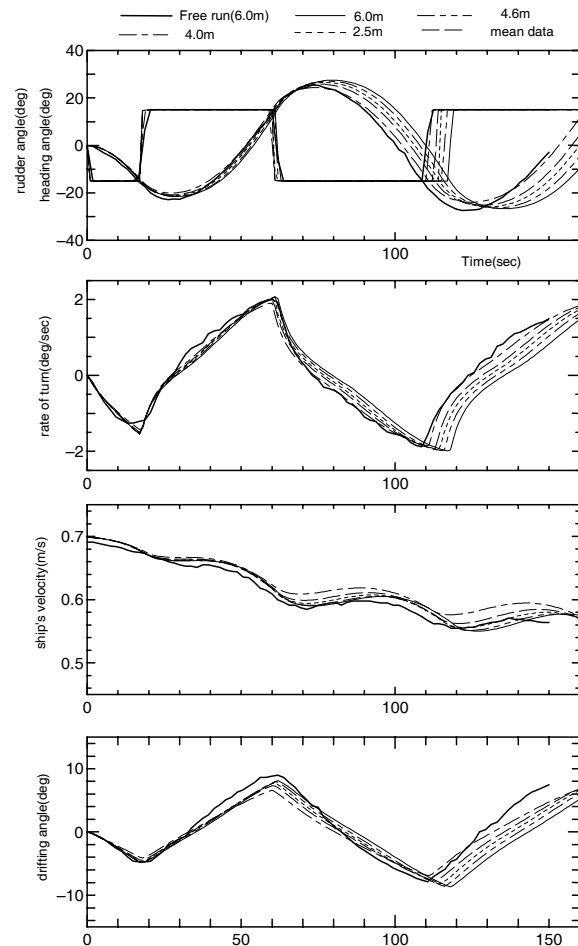 Free run(6.0m) 6.0m 4.6m
4.0m 2.5m mean data
rudder angle(deg)
heading angle(deg)
40
20
0
−20
−40
0 100
Time(sec)
rate of turn(deg/sec)
2
0
−2
0 100
ship's velocity(m/s)
0.7
0.6
0.5
0 100
drifting angle(deg)
10
0
−10
0 50 100 150